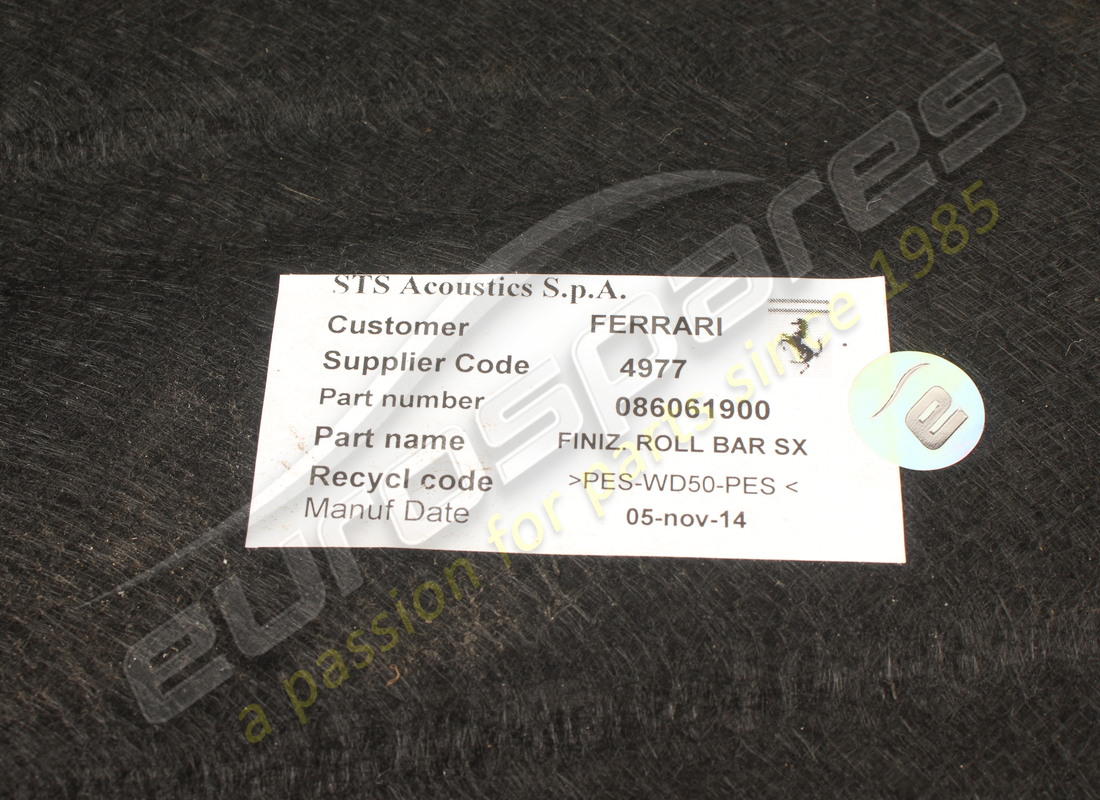 STS Acoustics S.p.A.
Customer FERRARI
Supplier Code 4977
Part number 086061900
Part name FINIZ. ROLL BAR SX
Recycl code >PES-WD50-PES <
Manuf Date 05-nov-14
eurospares
a passion for parts since 1985